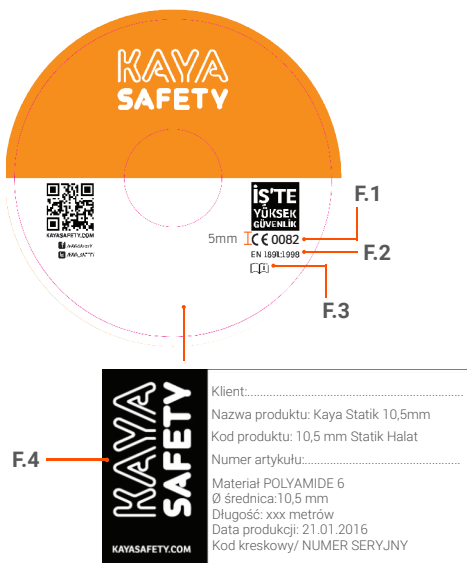 KAYA
SAFETY
KAYASAFETY.COM
İŞ'TE
YÜKSEK
GÜVENLİK
5mm
CE 0082
EN 1891:1998
F.1
F.2
F.3
F.4
KAYA
SAFETY
KAYASAFETY.COM
Klient:......................................................
Nazwa produktu: Kaya Statik 10,5mm
Kod produktu: 10,5 mm Statik Halat
Numer artykułu:.......................................
Materiał POLYAMIDE 6
Ø średnica:10,5 mm
Długość: xxx metrów
Data produkcji: 21.01.2016
Kod kreskowy/ NUMER SERYJNY